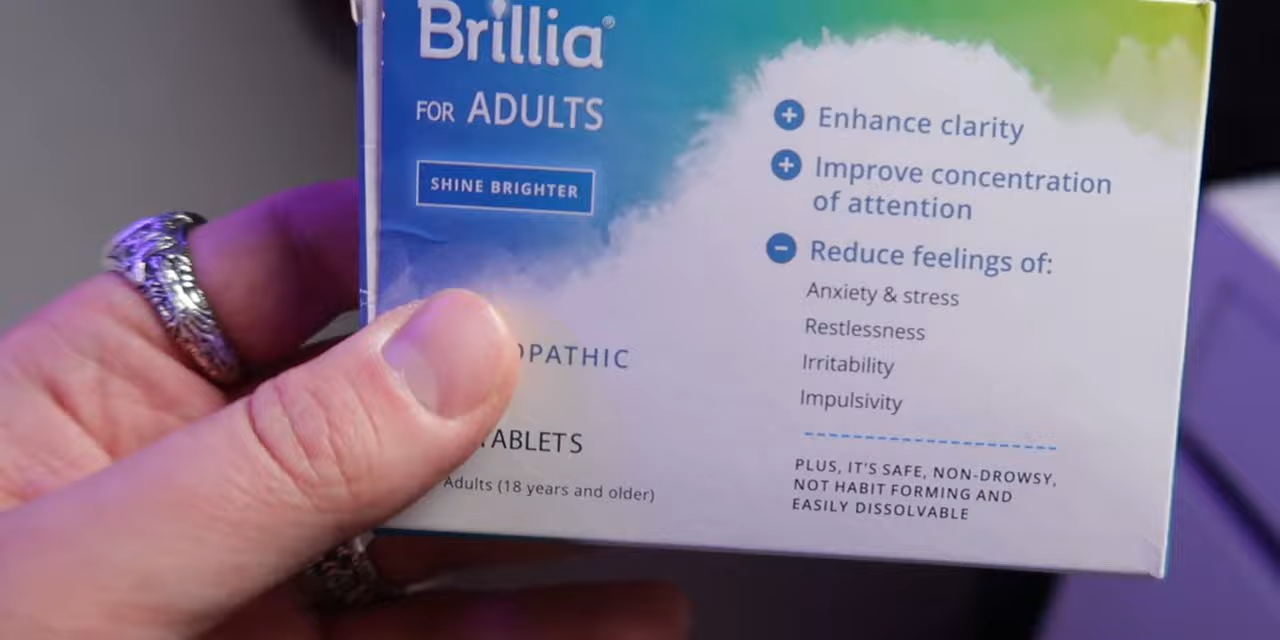 Brillia®
FOR ADULTS
SHINE BRIGHTER
OPATHIC
TABLETS
Adults (18 years and older)
Enhance clarity
Improve concentration
of attention
Reduce feelings of:
Anxiety & stress
Restlessness
Irritability
Impulsivity
PLUS, IT'S SAFE, NON-DROWSY,
NOT HABIT FORMING AND
EASILY DISSOLVABLE